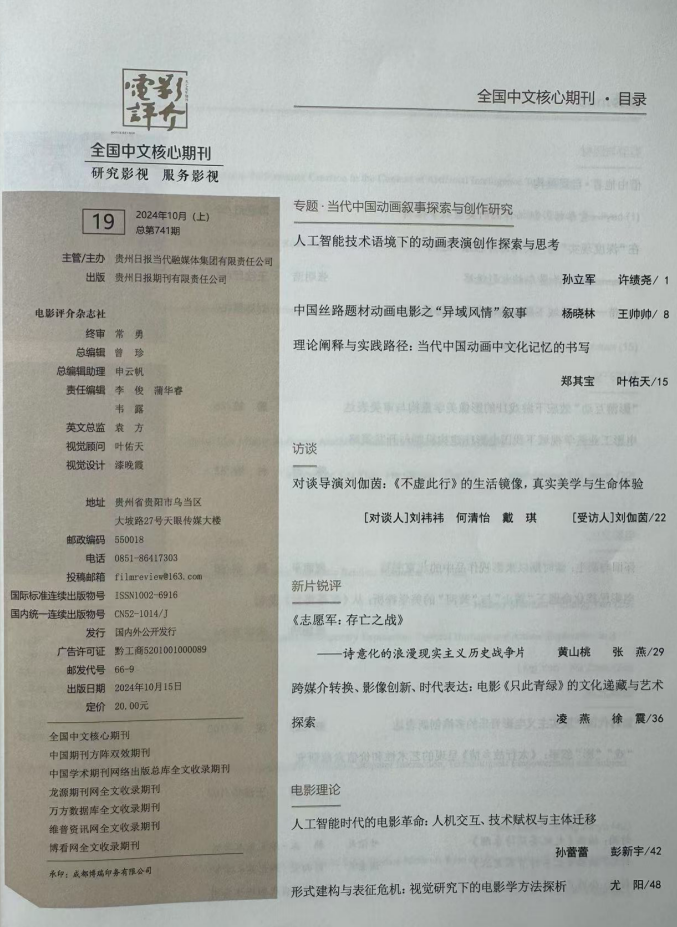 電影
評介
全国中文核心期刊
研究影视 服务影视
19
2024年10月（上）
总第741期
主管/主办 贵州日报当代融媒体集团有限责任公司
出版 贵州日报报刊传媒有限责任公司
电影评介杂志社
终审 常 勇
总编辑 曾 珍
总编辑助理 申云帆
责任编辑 李 俊 蒲华睿
韦 露
英文总监 袁 方
视觉顾问 叶佑天
视觉设计 漆晚霞
地址 贵州省贵阳市乌当区
大坡路27号天眼传媒大楼
邮政编码 550018
电话 0851-86417303
投稿邮箱 filmreview@163.com
国际标准连续出版物号 ISSN1002-6916
国内统一连续出版物号 CN52-1014/J
发行 国内外公开发行
广告许可证 黔工商5201001000089
邮发代号 66-9
出版日期 2024年10月15日
定价 20.00元
全国中文核心期刊
中国期刊方阵双效期刊
中国学术期刊网络出版总库全文收录期刊
龙源期刊网全文收录期刊
万方数据库全文收录期刊
维普资讯网全文收录期刊
博看网全文收录期刊
承印：成都博瑞印务有限公司
全国中文核心期刊·目录
专题·当代中国动画叙事探索与创作研究
人工智能技术语境下的动画表演创作探索与思考
孙立军 许绩尧/ 1
中国丝路题材动画电影之“异域风情”叙事 杨晓林 王帅帅/ 8
理论阐释与实践路径：当代中国动画中文化记忆的书写
郑其宝 叶佑天/15
访谈
对谈导演刘伽茵：《不虚此行》的生活镜像，真实美学与生命体验
[对谈人]刘祎祎 何清怡 戴 琪 [受访人]刘伽茵/22
新片锐评
《志愿军：存亡之战》
——诗意化的浪漫现实主义历史战争片 黄山桃 张 燕/29
跨媒介转换、影像创新、时代表达：电影《只此青绿》的文化递藏与艺术
探索 凌 燕 徐 震/36
电影理论
人工智能时代的电影革命：人机交互、技术赋权与主体迁移
孙蕾蕾 彭新宇/42
形式建构与表征危机：视觉研究下的电影学方法探析 尤 阳/48